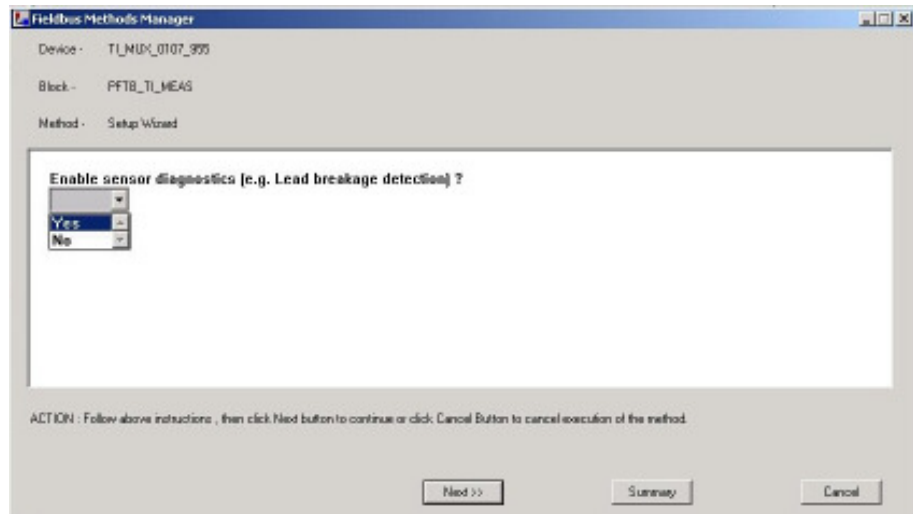 Fieldbus Methods Manager
Device - TI_MUX_0107_955
Block - PFTB_TI_MEAS
Method - Setup Wizard
Enable sensor diagnostics (e.g. Lead breakage detection) ?
Yes
No
ACTION : Follow above instructions , then click Next button to continue or click Cancel Button to cancel execution of the method.
Next >>
Summary
Cancel